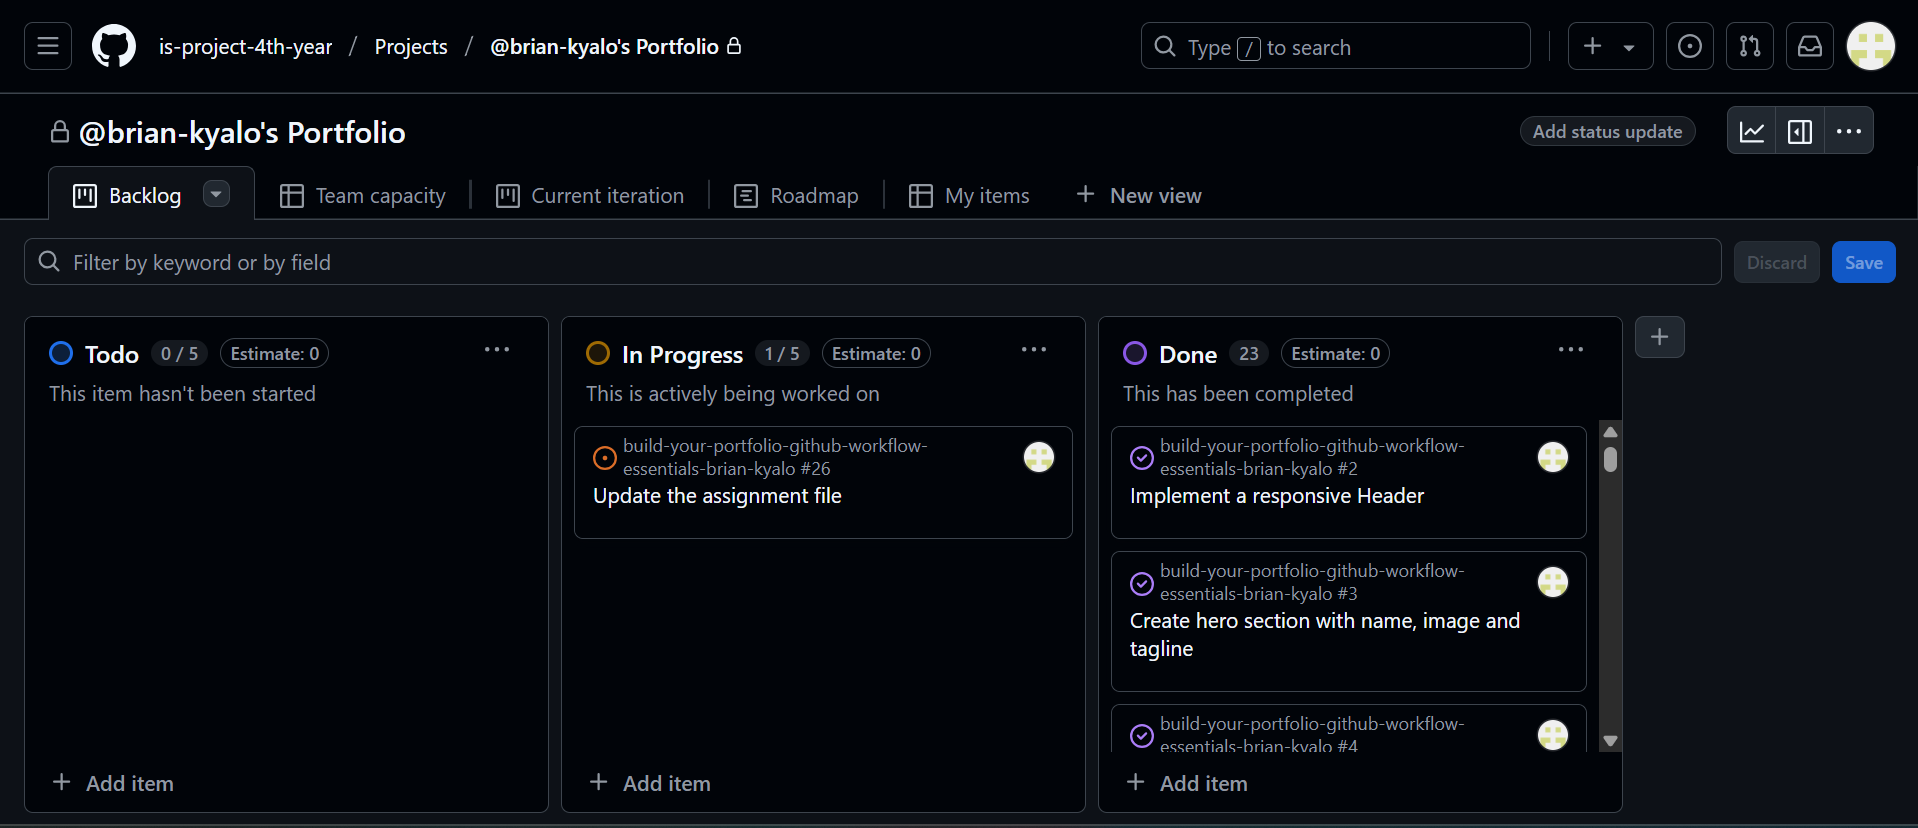 is-project-4th-year / Projects / @brian-kyalo's Portfolio
Type / to search
@brian-kyalo's Portfolio
Add status update
Backlog
Team capacity
Current iteration
Roadmap
My items
New view
Filter by keyword or by field
Discard
Save
Todo 0 / 5 Estimate: 0
This item hasn't been started
Add item
In Progress 1 / 5 Estimate: 0
This is actively being worked on
build-your-portfolio-github-workflow-
essentials-brian-kyalo #26
Update the assignment file
Add item
Done 23 Estimate: 0
This has been completed
build-your-portfolio-github-workflow-
essentials-brian-kyalo #2
Implement a responsive Header
build-your-portfolio-github-workflow-
essentials-brian-kyalo #3
Create hero section with name, image and
tagline
build-your-portfolio-github-workflow-
essentials-brian-kyalo #4
Add item